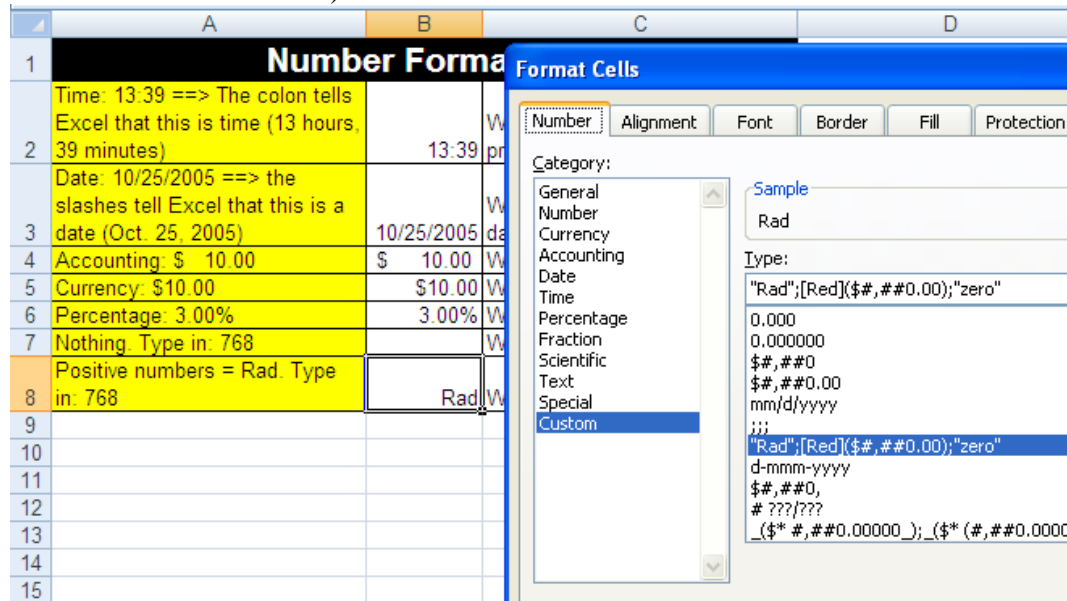 A B C D
1 Number Forma
Time: 13:39 ==> The colon tells
Excel that this is time (13 hours, W
2 39 minutes) 13:39 pr
Date: 10/25/2005 ==> the
slashes tell Excel that this is a W
3 date (Oct. 25, 2005) 10/25/2005 da
4 Accounting: $ 10.00 $ 10.00 W
5 Currency: $10.00 $10.00 W
6 Percentage: 3.00% 3.00% W
7 Nothing. Type in: 768 W
Positive numbers = Rad. Type
8 in: 768 Rad W
9
10
11
12
13
14
15
Format Cells
Number Alignment Font Border Fill Protection
Category:
General
Number
Currency
Accounting
Date
Time
Percentage
Fraction
Scientific
Text
Special
Custom
Sample
Rad
Type:
"Rad";[Red]($#,##0.00);"zero"
0.000
0.000000
$#,##0
$#,##0.00
mm/d/yyyy
;;;
"Rad";[Red]($#,##0.00);"zero"
d-mmm-yyyy
$#,##0,
# ???/???
_($* #,##0.00000_);_($* (#,##0.0000